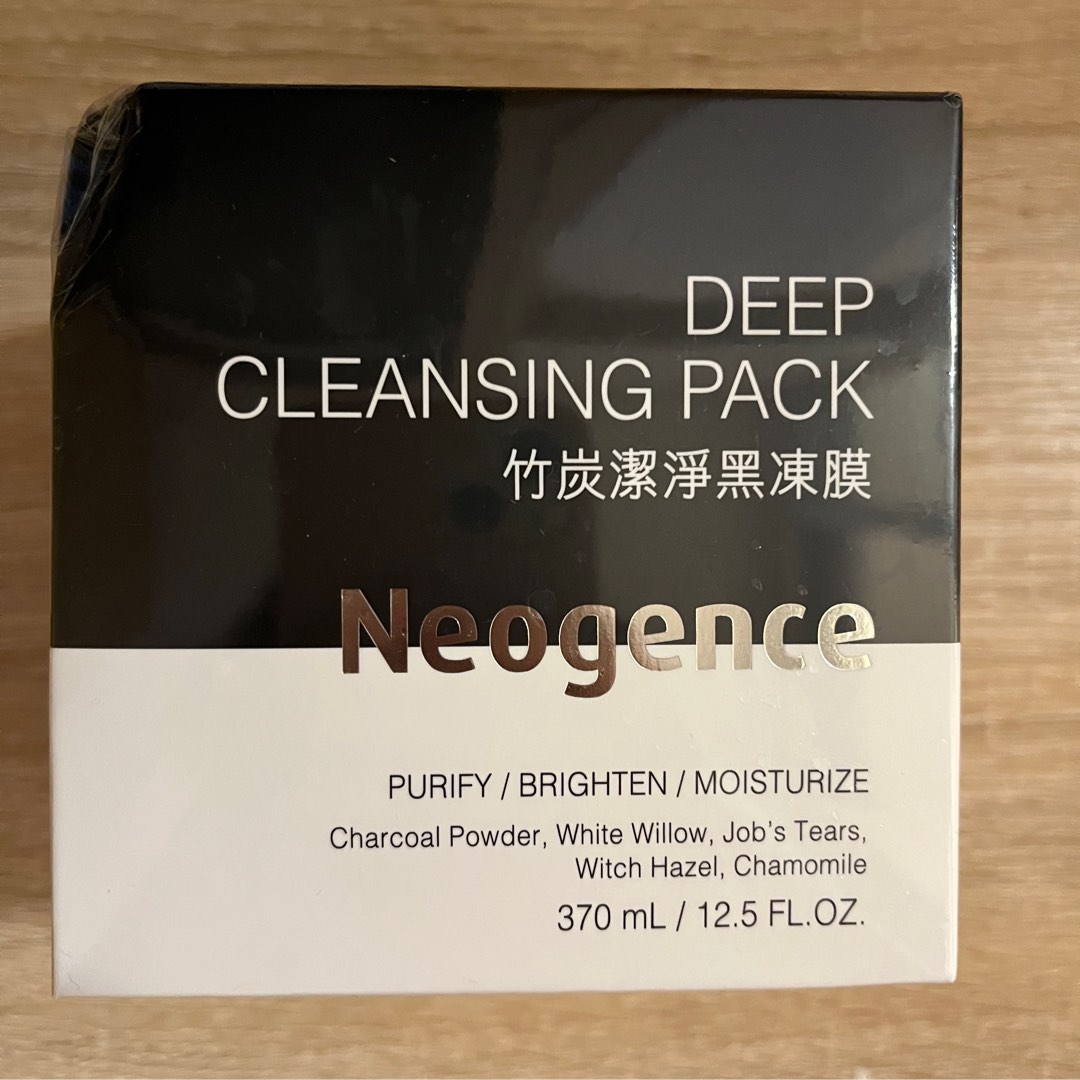 DEEP
CLEANSING PACK
竹炭潔淨黑凍膜
Neogence
PURIFY / BRIGHTEN / MOISTURIZE
Charcoal Powder, White Willow, Job's Tears,
Witch Hazel, Chamomile
370 mL / 12.5 FL.OZ.